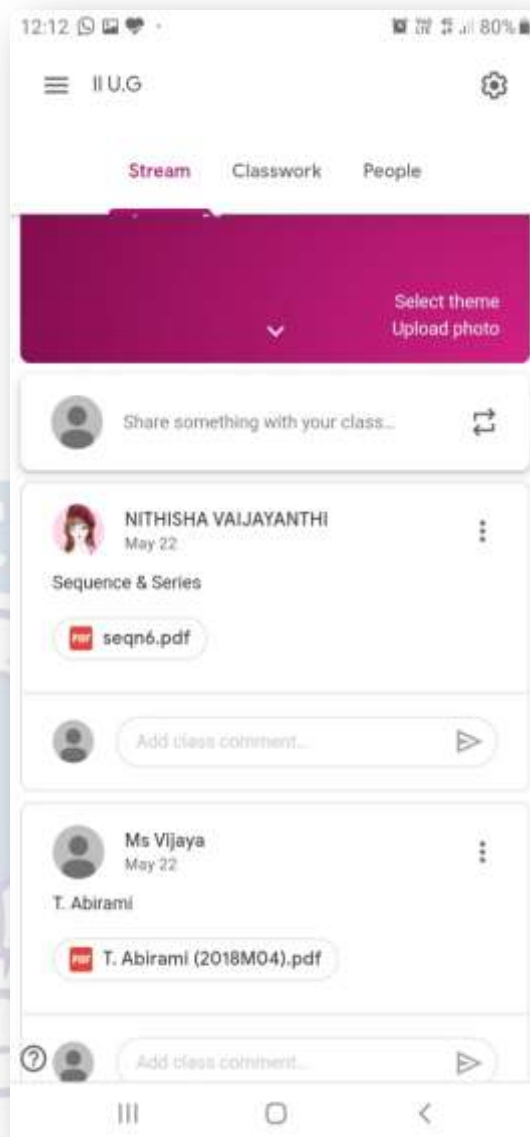 12:12 80%
II U.G
Stream Classwork People
Select theme
Upload photo
Share something with your class...
NITHISHA VAIJAYANTHI
May 22
Sequence & Series
PDF seqn6.pdf
Add class comment...
Ms Vijaya
May 22
T. Abirami
PDF T. Abirami (2018M04).pdf
Add class comment...